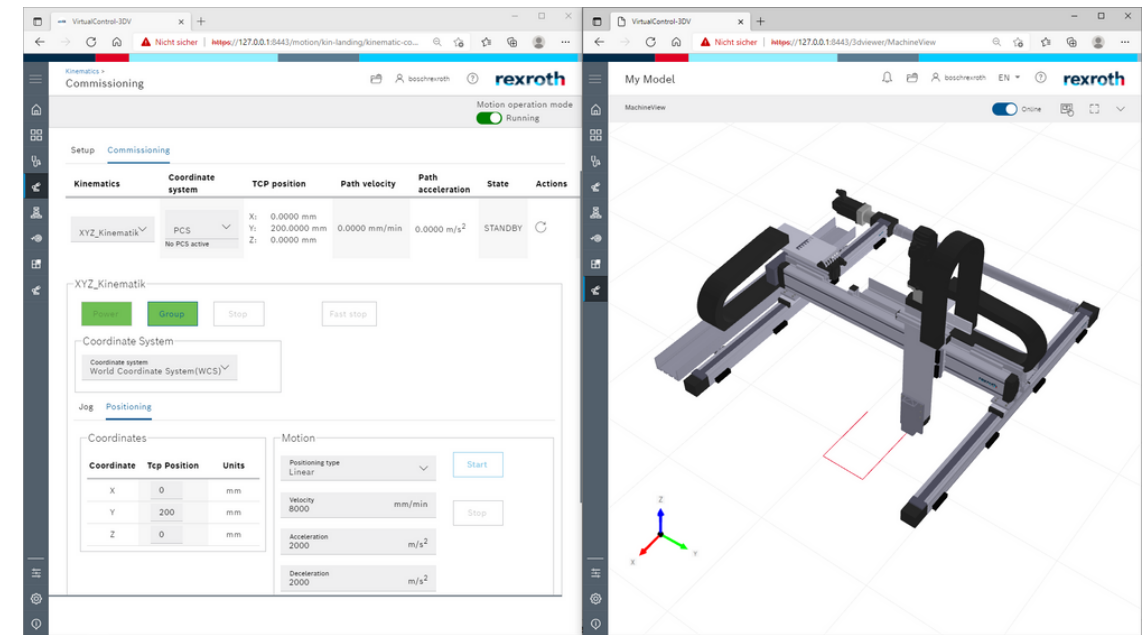 VirtualControl-3DV
Nicht sicher | https://127.0.0.1:8443/motion/kin-landing/kinematic-co...
Kinematics >
Commissioning
boschrexroth
rexroth
Motion operation mode
Running
Setup Commissioning
Kinematics Coordinate system TCP position Path velocity Path acceleration State Actions
XYZ_Kinematik PCS
No PCS active
X: 0.0000 mm
Y: 200.0000 mm
Z: 0.0000 mm
0.0000 mm/min 0.0000 m/s² STANDBY
XYZ_Kinematik
Power Group Stop Fast stop
Coordinate System
Coordinate system
World Coordinate System(WCS)
Jog Positioning
Coordinates
Coordinate Tcp Position Units
X 0 mm
Y 200 mm
Z 0 mm
Motion
Positioning type
Linear
Start
Velocity
8000 mm/min
Stop
Acceleration
2000 m/s²
Deceleration
2000 m/s²
VirtualControl-3DV
Nicht sicher | https://127.0.0.1:8443/3dviewer/MachineView
My Model
boschrexroth EN
rexroth
MachineView
Online
rexroth
Z
X
Y